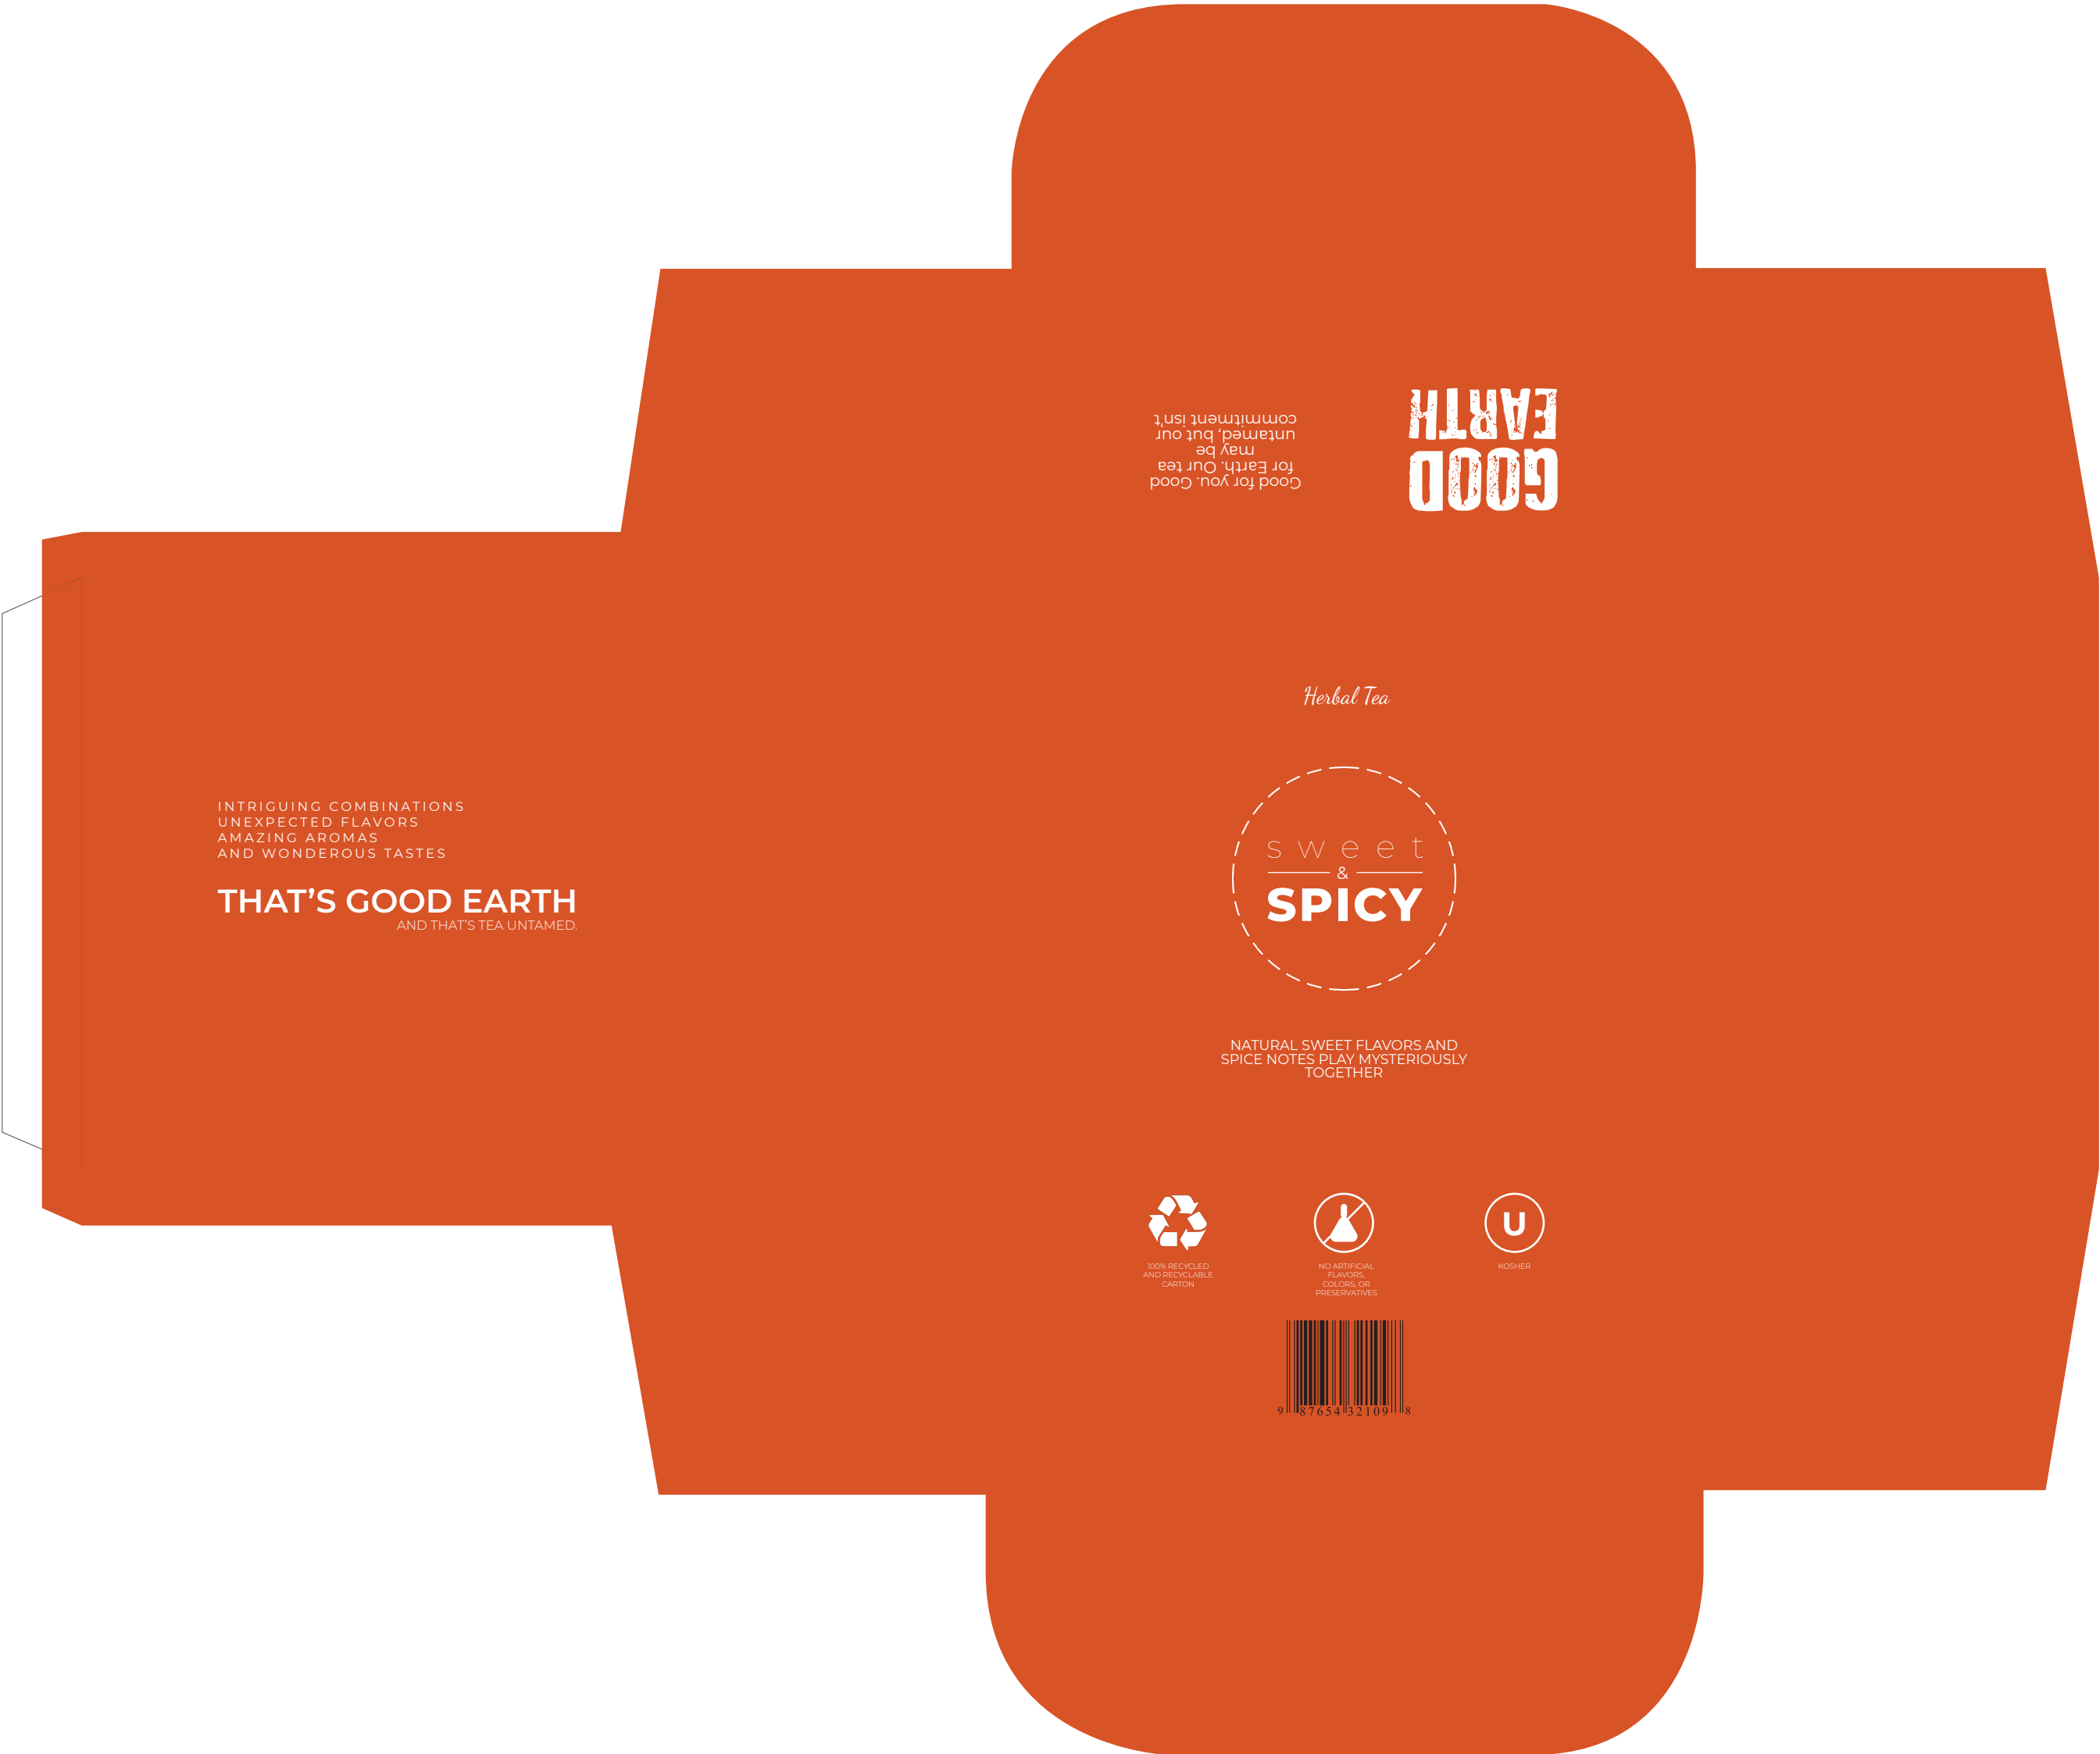 GOOD
EARTH
Good for you. Good
for Earth. Our tea
may be
untamed, but our
commitment isn't
Herbal Tea
sweet
&
SPICY
NATURAL SWEET FLAVORS AND
SPICE NOTES PLAY MYSTERIOUSLY
TOGETHER
INTRIGUING COMBINATIONS
UNEXPECTED FLAVORS
AMAZING AROMAS
AND WONDEROUS TASTES
THAT’S GOOD EARTH
AND THAT’S TEA UNTAMED.
100% RECYCLED
AND RECYCLABLE
CARTON
NO ARTIFICIAL
FLAVORS,
COLORS, OR
PRESERVATIVES
U
KOSHER
9 87654 32109 8